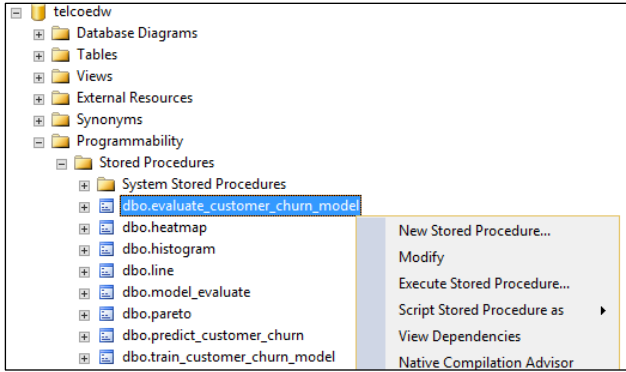 telcoedw
Database Diagrams
Tables
Views
External Resources
Synonyms
Programmability
Stored Procedures
System Stored Procedures
dbo.evaluate_customer_churn_model
dbo.heatmap
dbo.histogram
dbo.line
dbo.model_evaluate
dbo.pareto
dbo.predict_customer_churn
dbo.train_customer_churn_model
New Stored Procedure...
Modify
Execute Stored Procedure...
Script Stored Procedure as
View Dependencies
Native Compilation Advisor